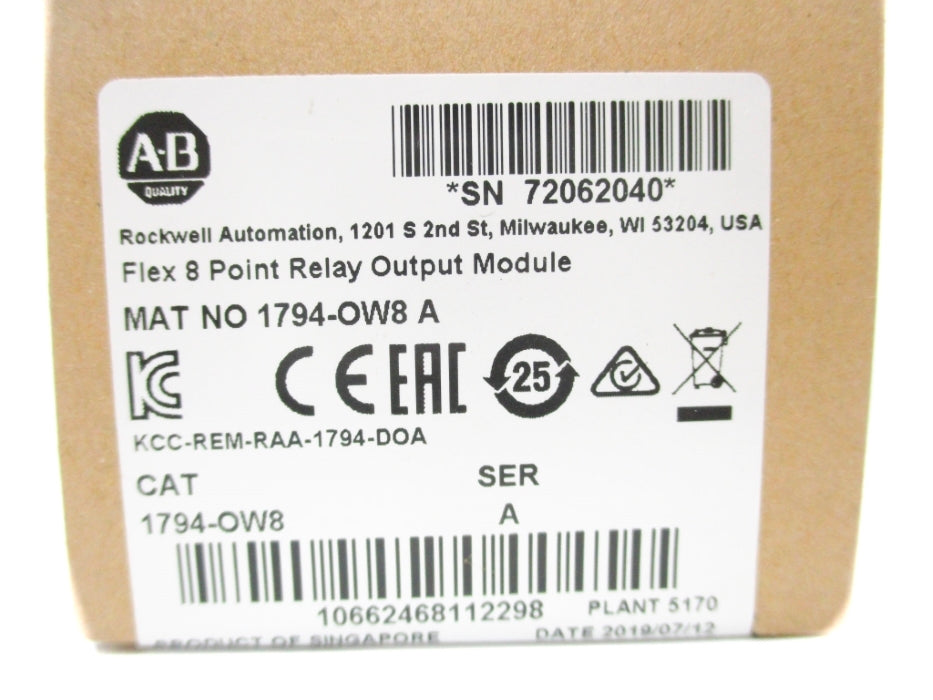 A·B
QUALITY
*SN 72062040*
Rockwell Automation, 1201 S 2nd St, Milwaukee, WI 53204, USA
Flex 8 Point Relay Output Module
MAT NO 1794-OW8 A
KC CE EAC 25
KCC-REM-RAA-1794-DOA
CAT SER
1794-OW8 A
10662468112298 PLANT 5170
PRODUCT OF SINGAPORE DATE 2019/07/12